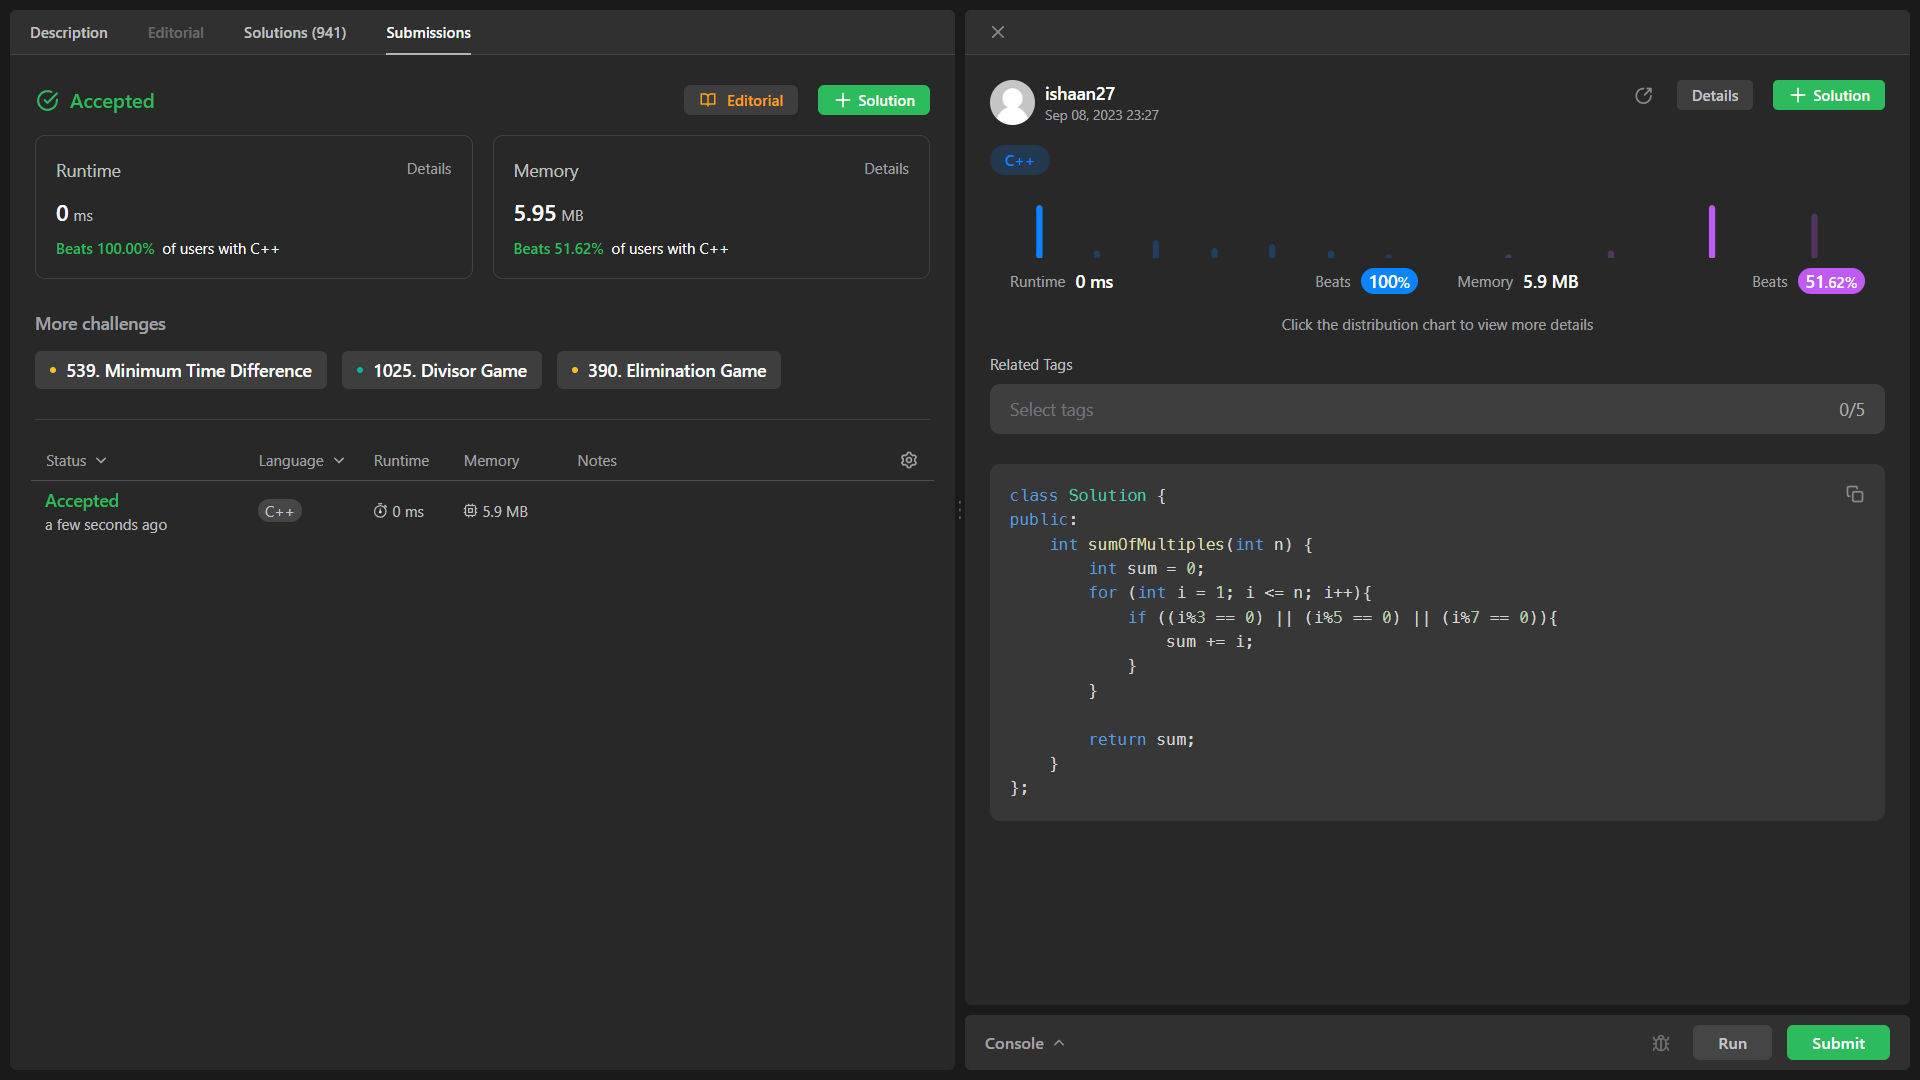 Description Editorial Solutions (941) Submissions
Accepted Editorial Solution
Runtime Details
0 ms
Beats 100.00% of users with C++
Memory Details
5.95 MB
Beats 51.62% of users with C++
More challenges
539. Minimum Time Difference 1025. Divisor Game 390. Elimination Game
Status Language Runtime Memory Notes
Accepted
a few seconds ago
C++ 0 ms 5.9 MB
ishaan27
Sep 08, 2023 23:27
Details Solution
C++
Runtime 0 ms Beats 100% Memory 5.9 MB Beats 51.62%
Click the distribution chart to view more details
Related Tags
Select tags 0/5
class Solution {
public:
    int sumOfMultiples(int n) {
        int sum = 0;
        for (int i = 1; i <= n; i++){
            if ((i%3 == 0) || (i%5 == 0) || (i%7 == 0)){
                sum += i;
            }
        }
        return sum;
    }
};
Console Run Submit